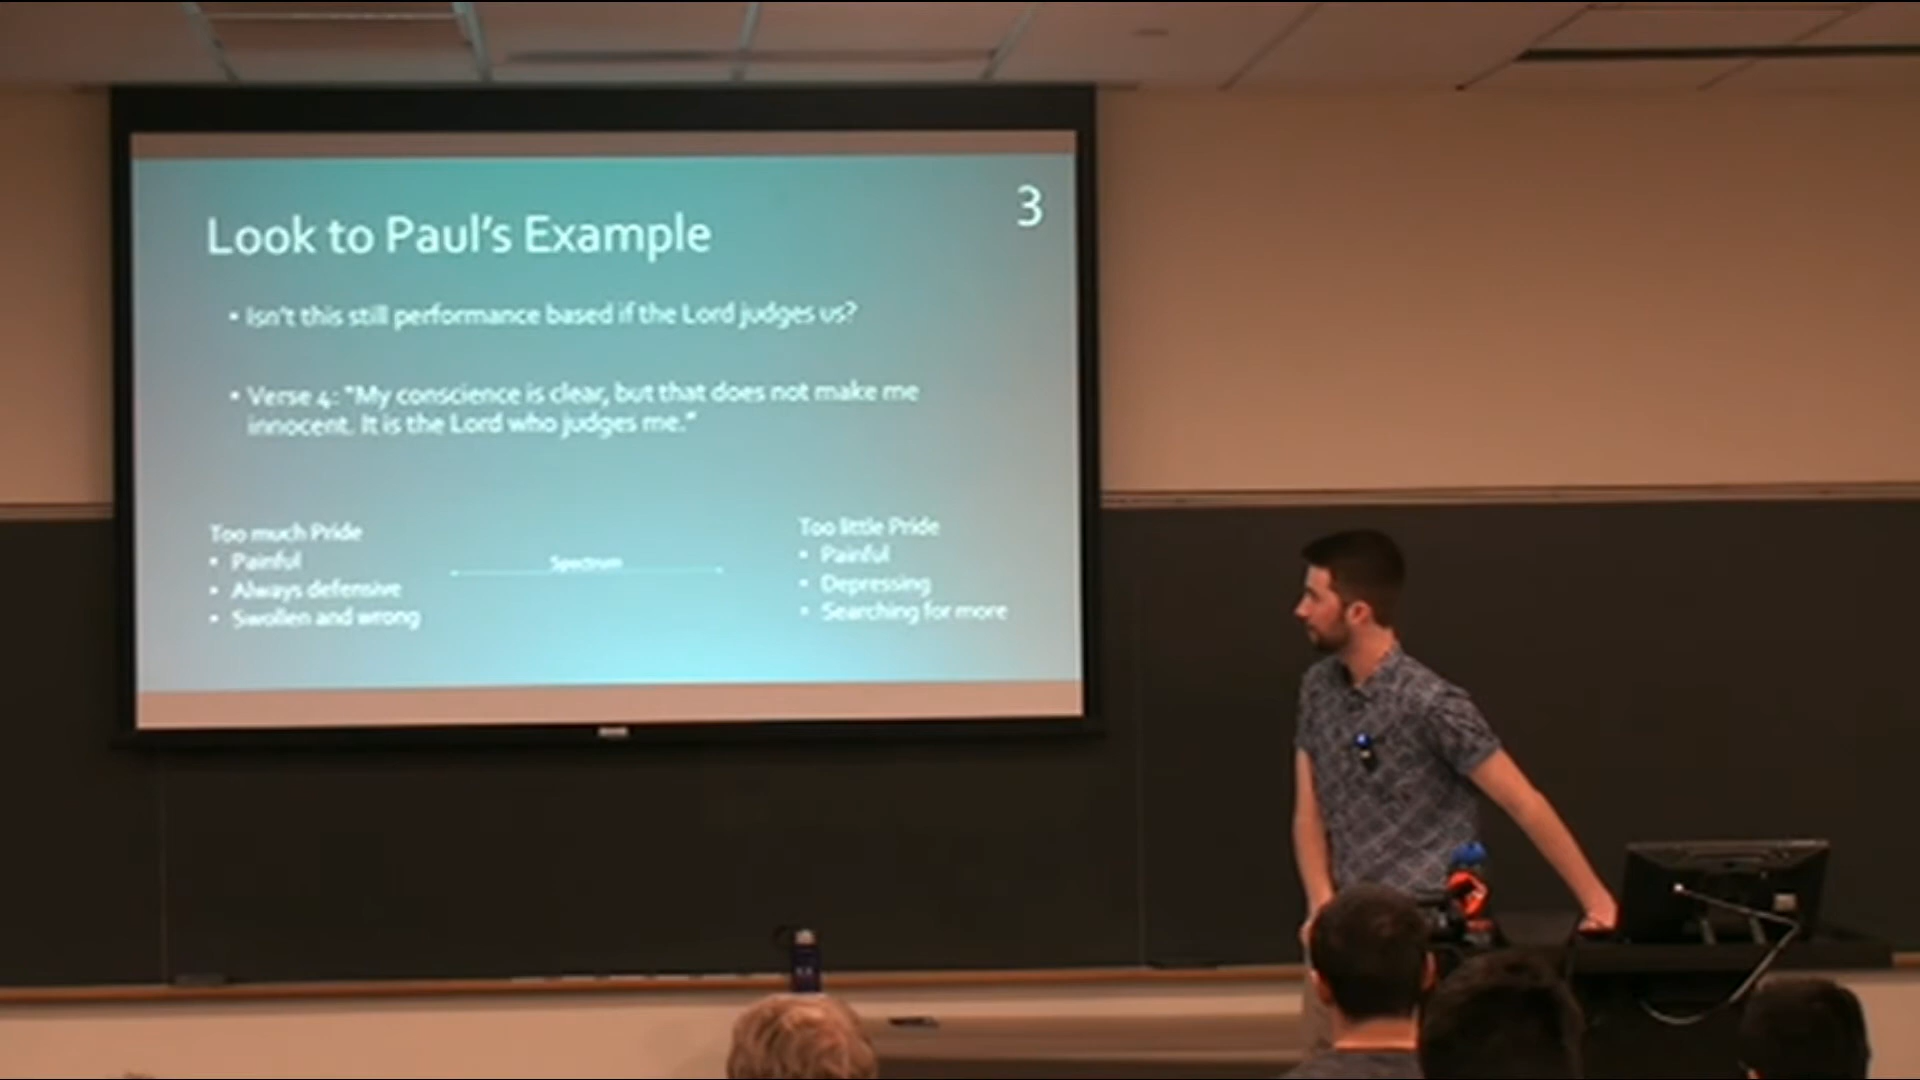 3
Look to Paul's Example
• Isn't this still performance based if the Lord judges us?
• Verse 4: "My conscience is clear, but that does not make me
innocent. It is the Lord who judges me."
Too much Pride
• Painful
• Always defensive
• Swollen and wrong
Spectrum
Too little Pride
• Painful
• Depressing
• Searching for more